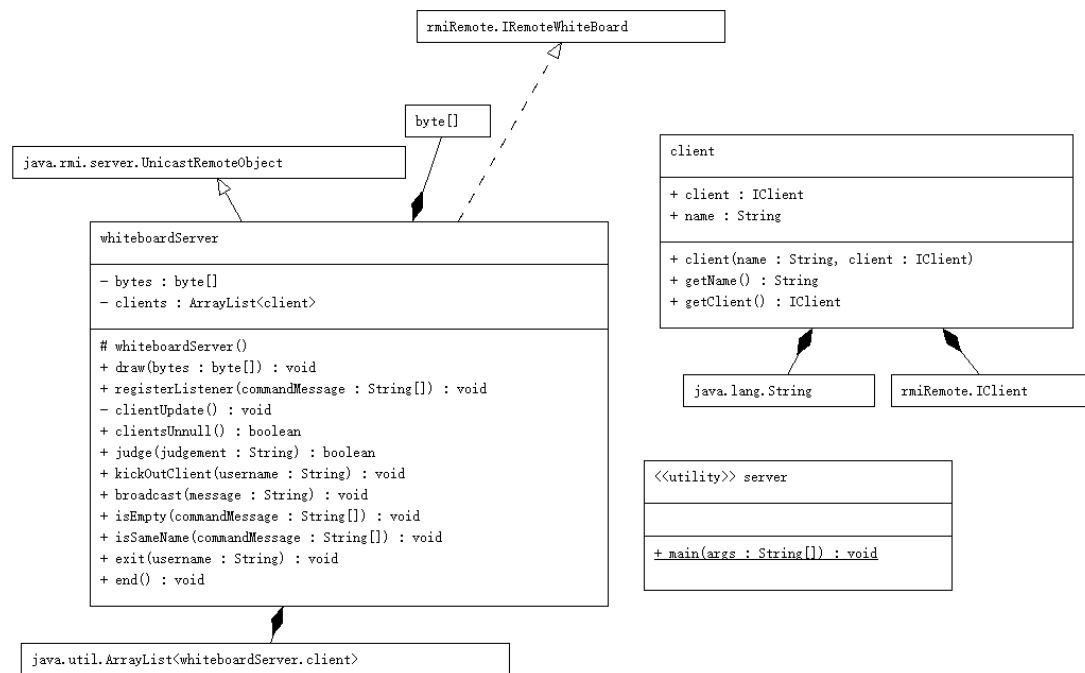 rmiRemote.IRemoteWhiteBoard
byte[]
java.rmi.server.UnicastRemoteObject
whiteboardServer
- bytes : byte[]
- clients : ArrayList<client>
# whiteboardServer()
+ draw(bytes : byte[]) : void
+ registerListener(commandMessage : String[]) : void
- clientUpdate() : void
+ clientsUnnull() : boolean
+ judge(judgement : String) : boolean
+ kickOutClient(username : String) : void
+ broadcast(message : String) : void
+ isEmpty(commandMessage : String[]) : void
+ isSameName(commandMessage : String[]) : void
+ exit(username : String) : void
+ end() : void
java.util.ArrayList<whiteboardServer.client>
client
+ client : IClient
+ name : String
+ client(name : String, client : IClient)
+ getName() : String
+ getClient() : IClient
java.lang.String
rmiRemote.IClient
<<utility>> server
+ main(args : String[]) : void